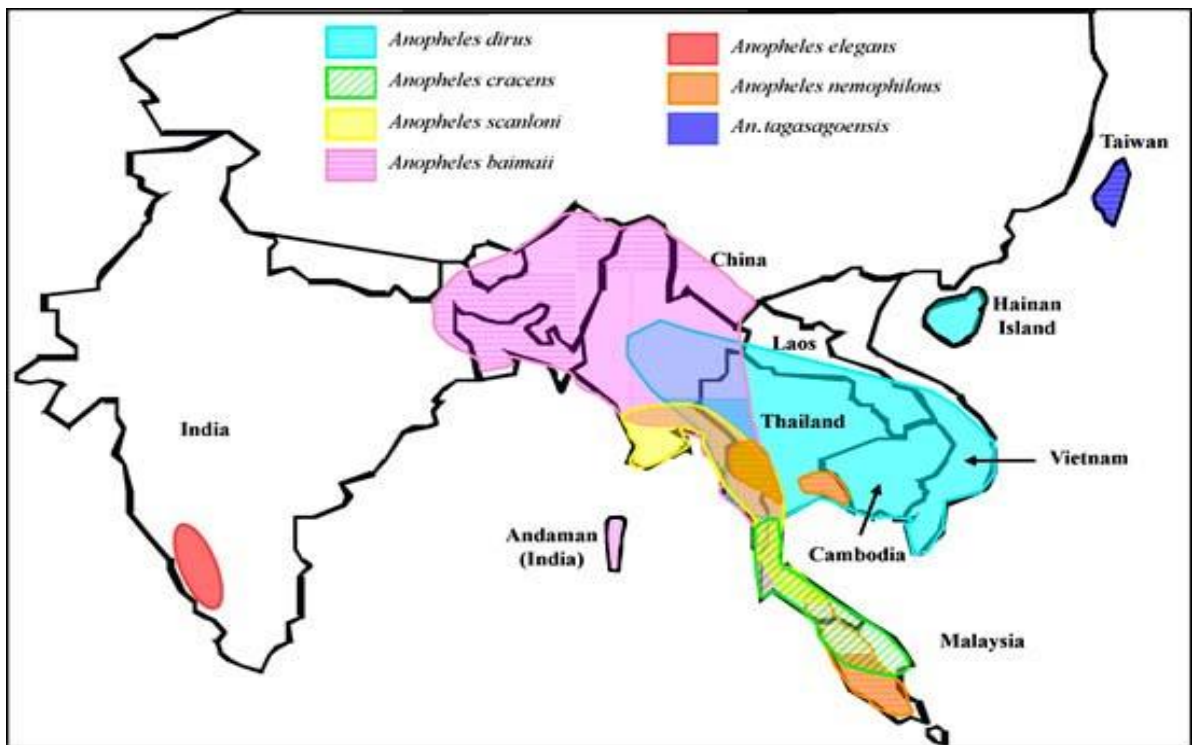 Anopheles dirus
Anopheles cracens
Anopheles scanloni
Anopheles baimaii
Anopheles elegans
Anopheles nemophilous
An.tagasagoensis
Taiwan
China
Hainan
Island
Laos
India
Thailand
Vietnam
Andaman
(India)
Cambodia
Malaysia